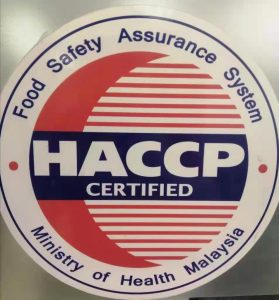 Food Safety Assurance System
HACCP
CERTIFIED
Ministry of Health Malaysia